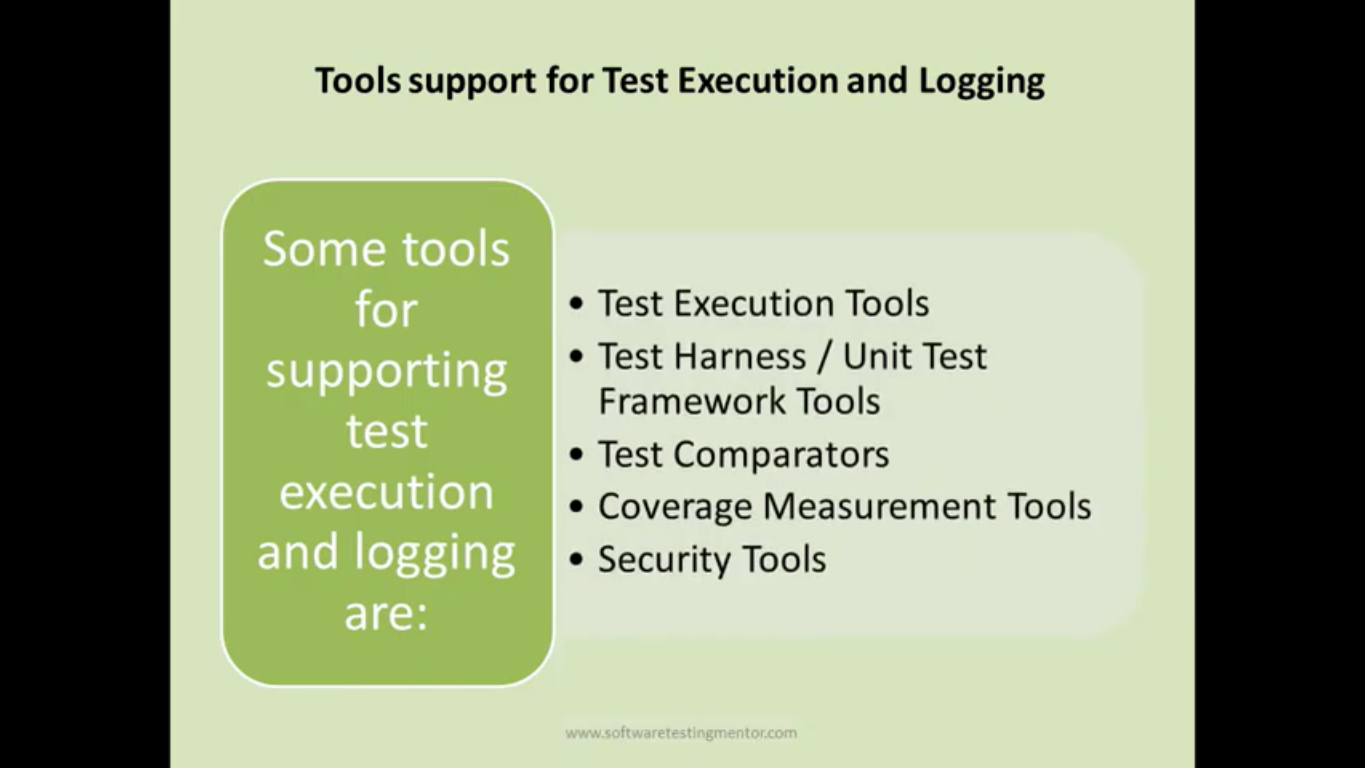 Tools support for Test Execution and Logging
Some tools
for
supporting
test
execution
and logging
are:
• Test Execution Tools
• Test Harness / Unit Test
Framework Tools
• Test Comparators
• Coverage Measurement Tools
• Security Tools
www.softwaretestingmentor.com